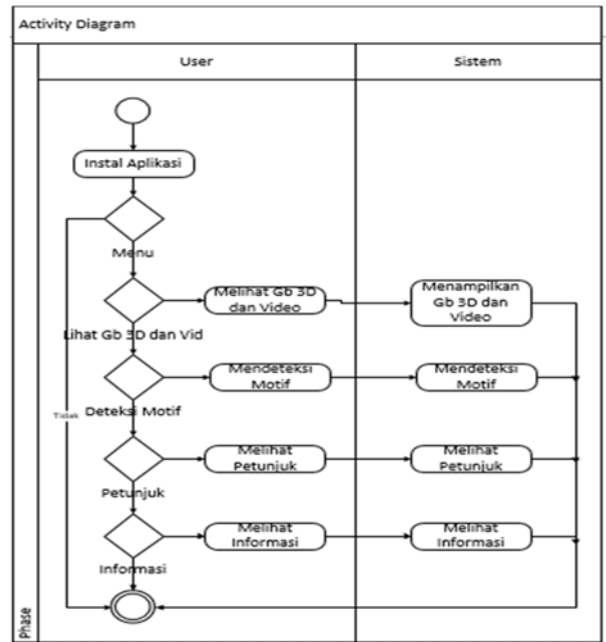 Activity Diagram
User
Sistem
Instal Aplikasi
Menu
Melihat Gb 3D
dan Video
Menampilkan
Gb 3D dan
Video
Lihat Gb 3D dan Vid
Mendeteksi
Motif
Mendeteksi
Motif
Tidak
Deteksi Motif
Melihat
Petunjuk
Melihat
Petunjuk
Petunjuk
Melihat
Informasi
Melihat
Informasi
Informasi
Phase